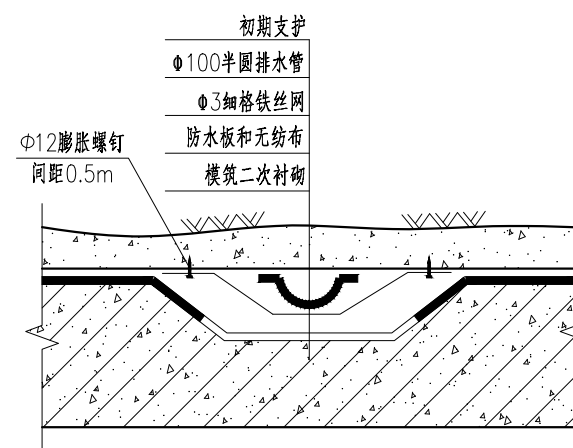 初期支护
Φ100半圆排水管
Φ3细格铁丝网
防水板和无纺布
模筑二次衬砌
Φ12膨胀螺钉
间距0.5m